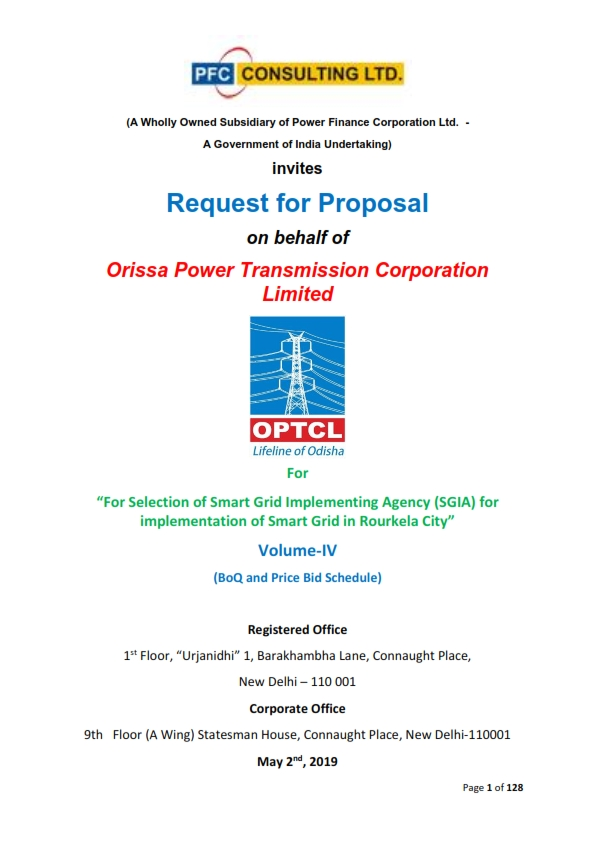 PFC CONSULTING LTD.
(A Wholly Owned Subsidiary of Power Finance Corporation Ltd. -
A Government of India Undertaking)
invites
Request for Proposal
on behalf of
Orissa Power Transmission Corporation
Limited
OPTCL
Lifeline of Odisha
For
“For Selection of Smart Grid Implementing Agency (SGIA) for
implementation of Smart Grid in Rourkela City”
Volume-IV
(BoQ and Price Bid Schedule)
Registered Office
1st Floor, “Urjanidhi” 1, Barakhambha Lane, Connaught Place,
New Delhi – 110 001
Corporate Office
9th Floor (A Wing) Statesman House, Connaught Place, New Delhi-110001
May 2nd, 2019
Page 1 of 128